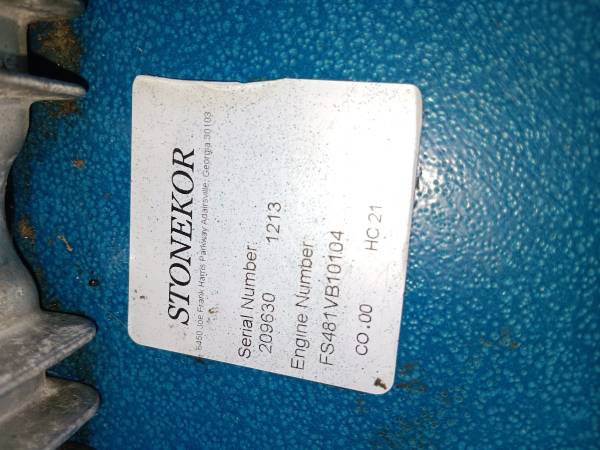 STONEKOR
6450 Joe Frank Harris Parkway Adairsville, Georgia 30103
Serial Number:
209630 1213
Engine Number:
FS481VB10104
CO .00 HC 21